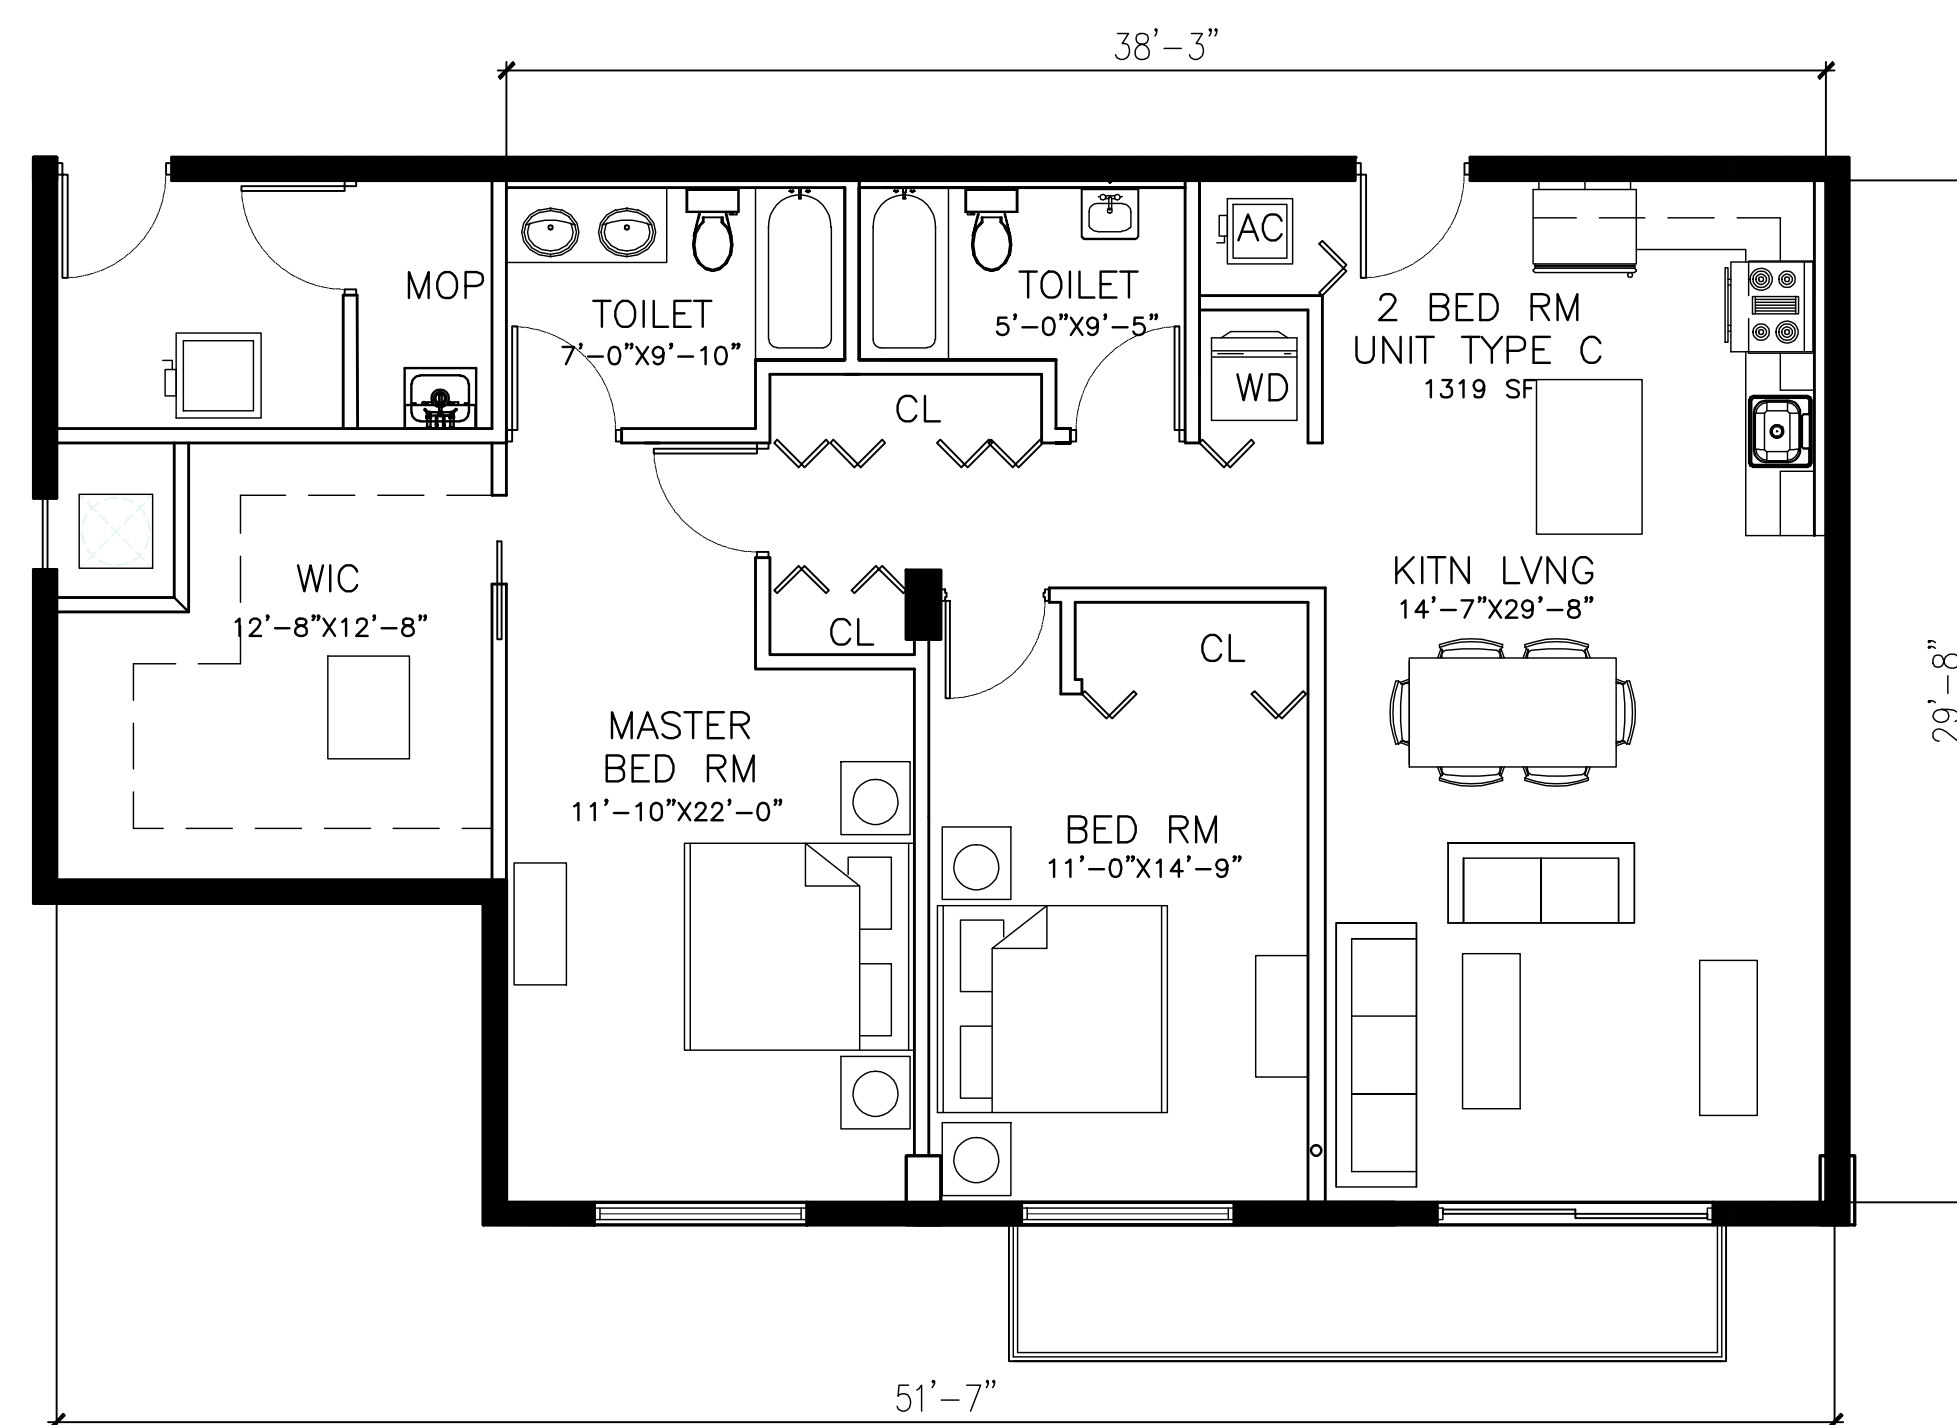 38'-3"
MOP
TOILET
7'-0"X9'-10"
TOILET
5'-0"X9'-5"
AC
WD
CL
2 BED RM
UNIT TYPE C
1319 SF
WIC
12'-8"X12'-8"
CL
CL
KITN LVNG
14'-7"X29'-8"
29'-8"
MASTER
BED RM
11'-10"X22'-0"
BED RM
11'-0"X14'-9"
51'-7"